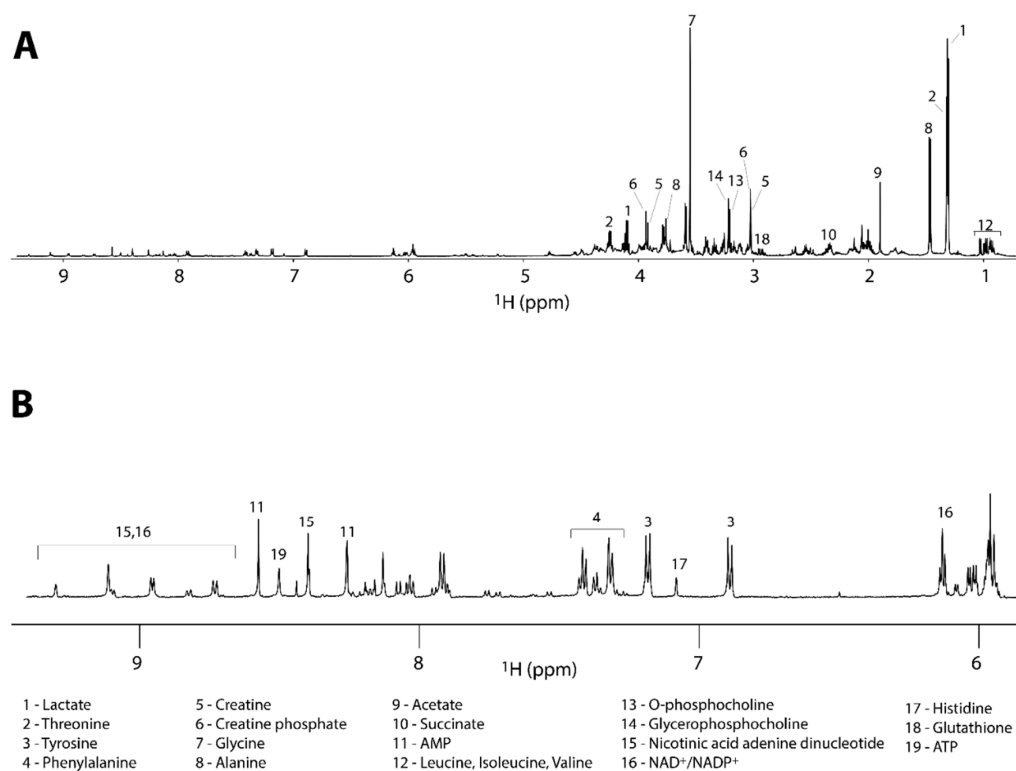 A
7
1
2
8
6
14 13
5
9
6 5 8
1
2
18
10
12
9 8 7 6 5 4 3 2 1
¹H (ppm)
B
11
15,16
15
19
11
4
3
3
17
16
9 8 7 6
¹H (ppm)
1 - Lactate
2 - Threonine
3 - Tyrosine
4 - Phenylalanine
5 - Creatine
6 - Creatine phosphate
7 - Glycine
8 - Alanine
9 - Acetate
10 - Succinate
11 - AMP
12 - Leucine, Isoleucine, Valine
13 - O-phosphocholine
14 - Glycerophosphocholine
15 - Nicotinic acid adenine dinucleotide
16 - NAD⁺/NADP⁺
17 - Histidine
18 - Glutathione
19 - ATP